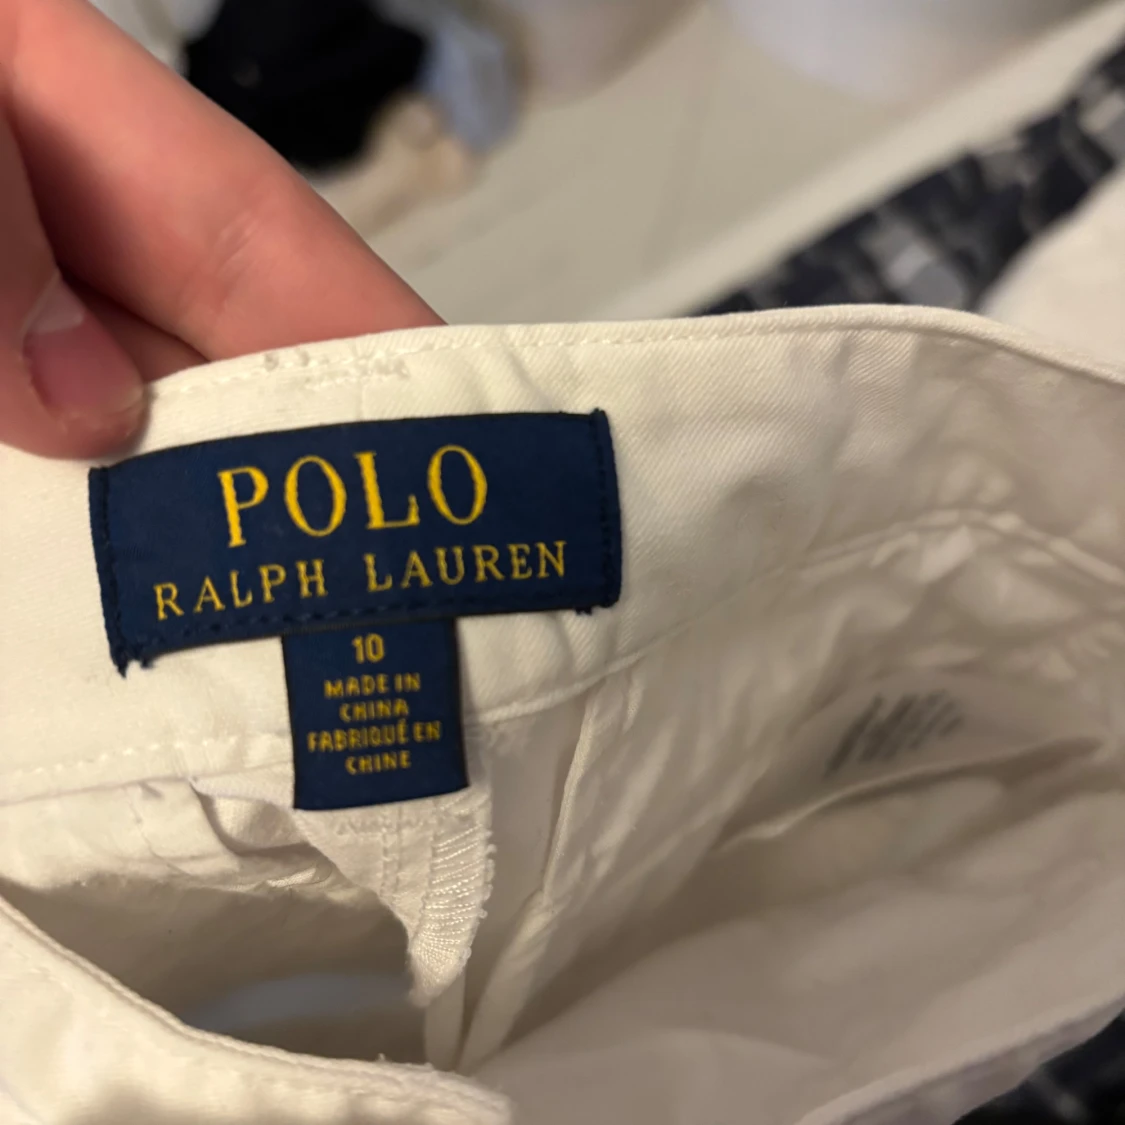 POLO
RALPH LAUREN
10
MADE IN
CHINA
FABRIQUÉ EN
CHINE